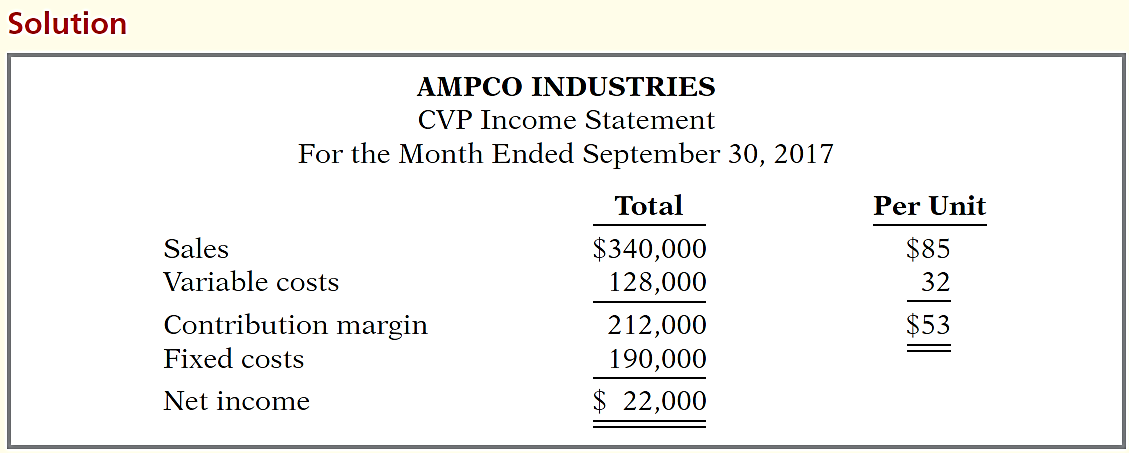 Solution
AMPCO INDUSTRIES
CVP Income Statement
For the Month Ended September 30, 2017
Total Per Unit
Sales $340,000 $85
Variable costs 128,000 32
Contribution margin 212,000 $53
Fixed costs 190,000
Net income $ 22,000